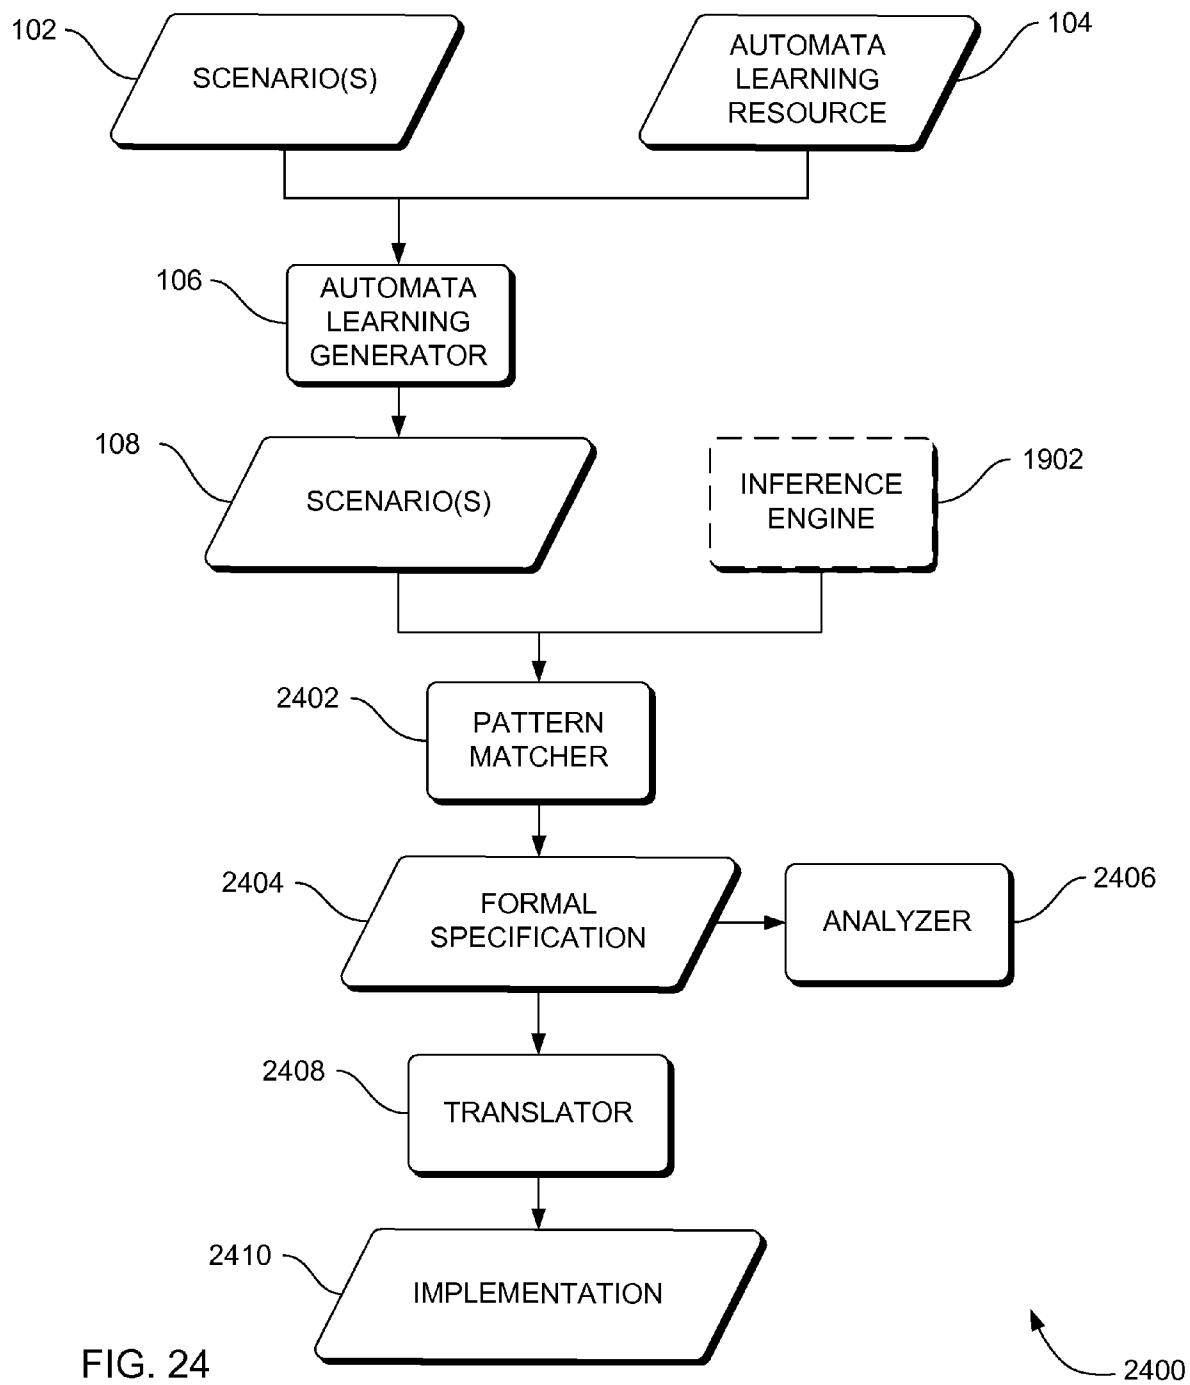 102
SCENARIO(S)
AUTOMATA
LEARNING
RESOURCE
104
106
AUTOMATA
LEARNING
GENERATOR
108
SCENARIO(S)
INFERENCE
ENGINE
1902
2402
PATTERN
MATCHER
2404
FORMAL
SPECIFICATION
ANALYZER
2406
2408
TRANSLATOR
2410
IMPLEMENTATION
FIG. 24
2400